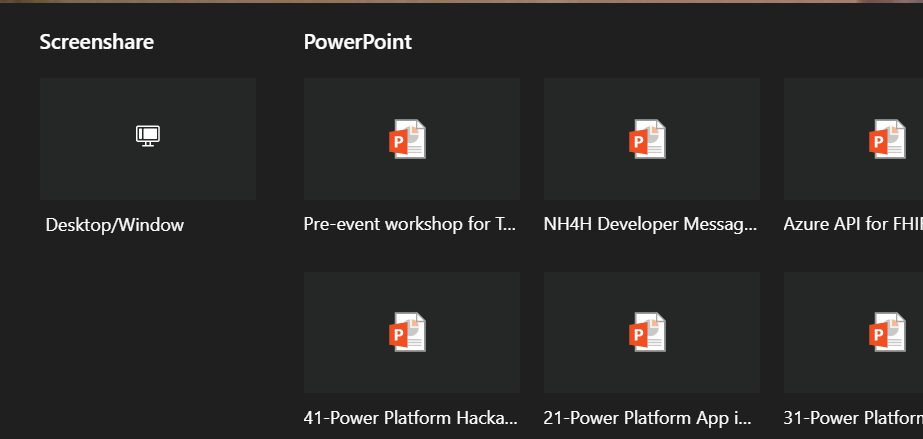 Screenshare
PowerPoint
Desktop/Window
Pre-event workshop for T...
NH4H Developer Messag...
Azure API for FHI
41-Power Platform Hacka...
21-Power Platform App i...
31-Power Platform